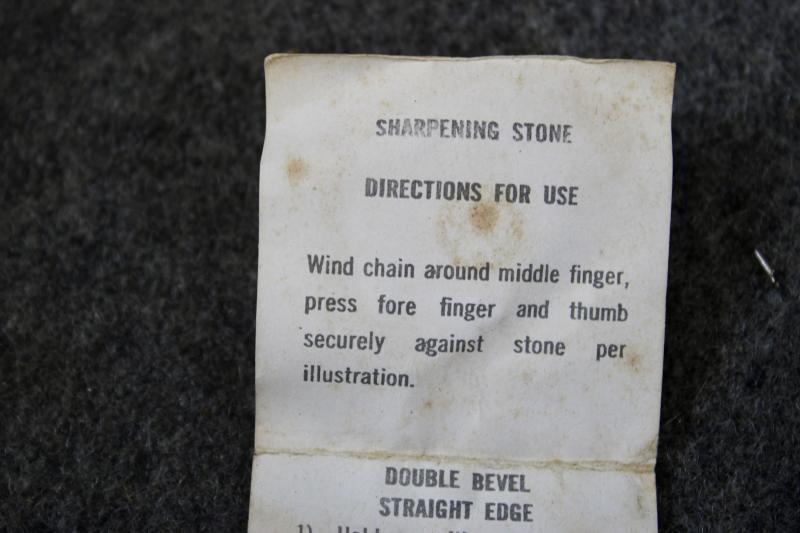 SHARPENING STONE
DIRECTIONS FOR USE
Wind chain around middle finger,
press fore finger and thumb
securely against stone per
illustration.
DOUBLE BEVEL
STRAIGHT EDGE
1)